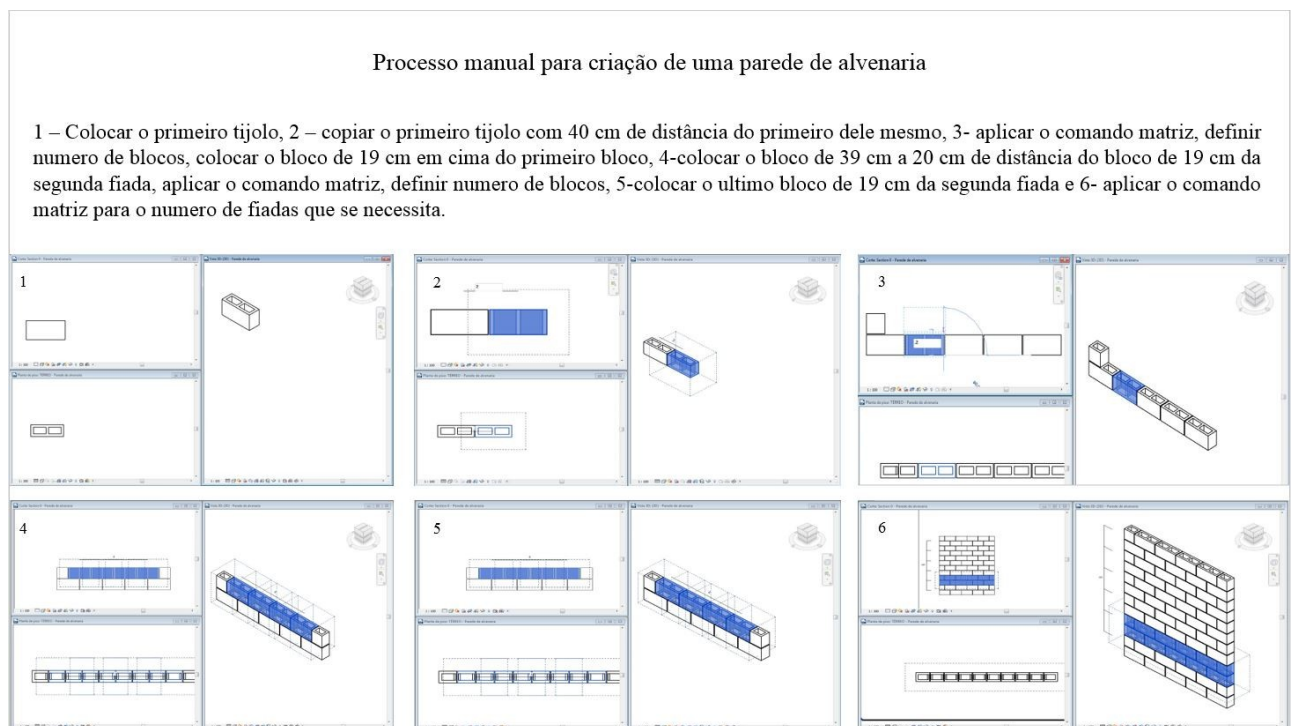 Processo manual para criação de uma parede de alvenaria
1 – Colocar o primeiro tijolo, 2 – copiar o primeiro tijolo com 40 cm de distância do primeiro dele mesmo, 3- aplicar o comando matriz, definir
numero de blocos, colocar o bloco de 19 cm em cima do primeiro bloco, 4-colocar o bloco de 39 cm a 20 cm de distância do bloco de 19 cm da
segunda fiada, aplicar o comando matriz, definir numero de blocos, 5-colocar o ultimo bloco de 19 cm da segunda fiada e 6- aplicar o comando
matriz para o numero de fiadas que se necessita.
1
2
3
4
5
6